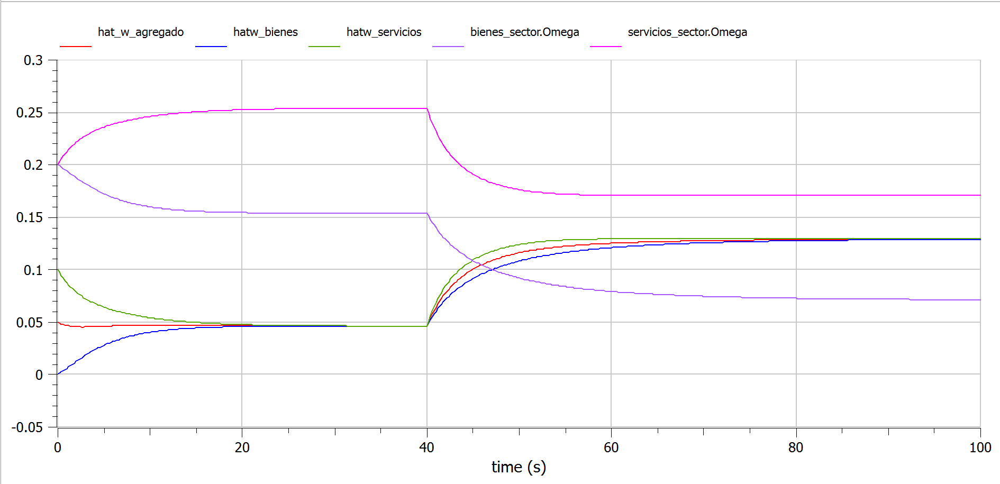 hat_w_agregado hatw_bienes hatw_servicios bienes_sector.Omega servicios_sector.Omega
0.3
0.25
0.2
0.15
0.1
0.05
0
-0.05
0 20 40 60 80 100
time (s)